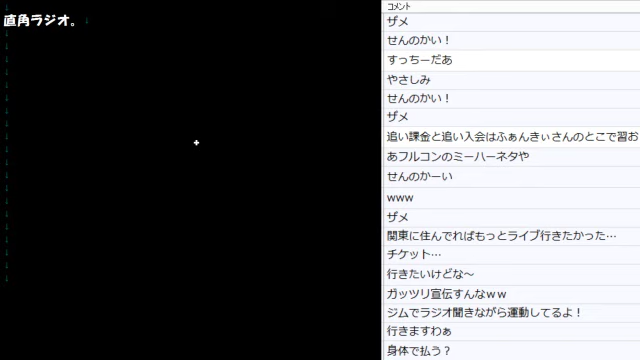 直角ラジオ。
コメント
ザメ
せんのかい！
すっちーだあ
やさしみ
せんのかい！
ザメ
追い課金と追い入会はふぁんきぃさんのとこで習お
あフルコンのミーハーネタや
せんのかーい
www
ザメ
関東に住んでればもっとライブ行きたかった…
チケット…
行きたいけどな～
ガッツリ宣伝すんなｗｗ
ジムでラジオ聞きながら運動してるよ！
行きますわぁ
身体で払う？